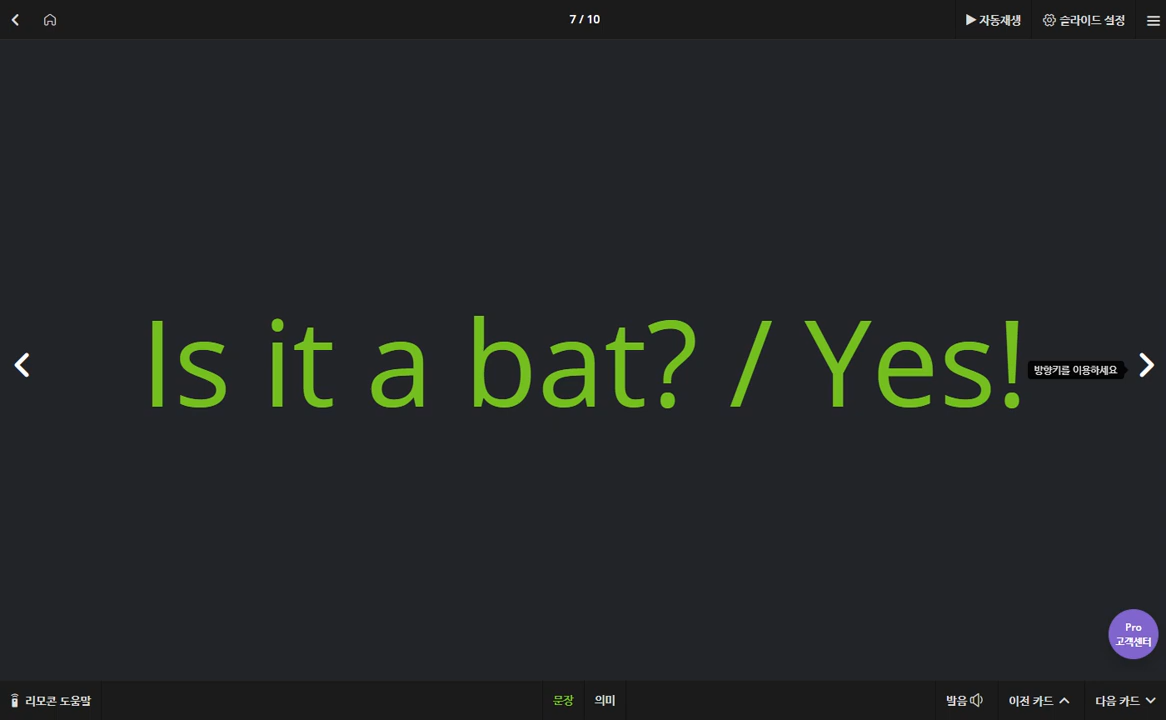 7 / 10
자동재생
슬라이드 설정
Is it a bat? / Yes!
방향키를 이용하세요
Pro
고객센터
리모콘 도움말
문장
의미
발음
이전 카드
다음 카드